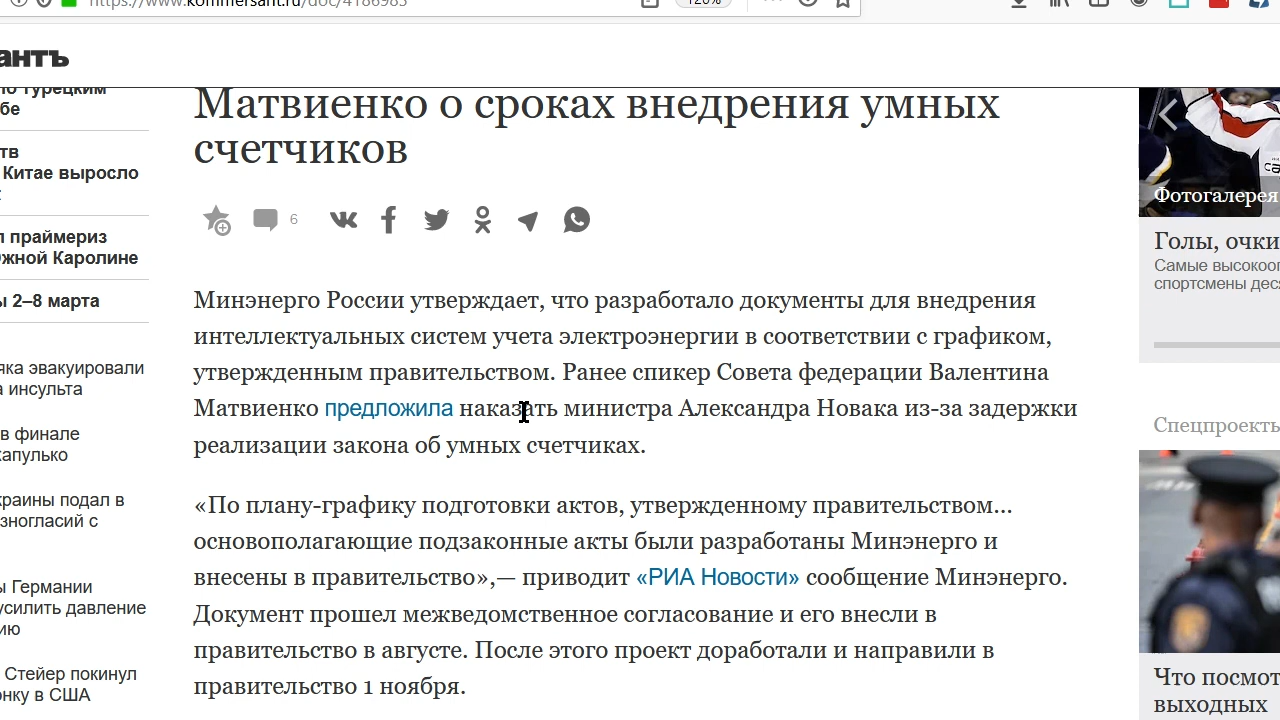 https://www.kommersant.ru/doc/4186983
120%
антъ
по турецким
бе
тв
Китае выросло
л праймериз
жной Каролине
ы 2–8 марта
яка эвакуировали
а инсульта
в финале
капулько
краины подал в
зногласий с
ы Германии
усилить давление
ию
Стейер покинул
онку в США
Матвиенко о сроках внедрения умных
счетчиков
6
Минэнерго России утверждает, что разработало документы для внедрения
интеллектуальных систем учета электроэнергии в соответствии с графиком,
утвержденным правительством. Ранее спикер Совета федерации Валентина
Матвиенко предложила наказать министра Александра Новака из-за задержки
реализации закона об умных счетчиках.
«По плану-графику подготовки актов, утвержденному правительством...
основополагающие подзаконные акты были разработаны Минэнерго и
внесены в правительство»,— приводит «РИА Новости» сообщение Минэнерго.
Документ прошел межведомственное согласование и его внесли в
правительство в августе. После этого проект доработали и направили в
правительство 1 ноября.
Фотогалерея
Голы, очки
Самые высокооп
спортсмены деся
Спецпроекты
Что посмот
выходных